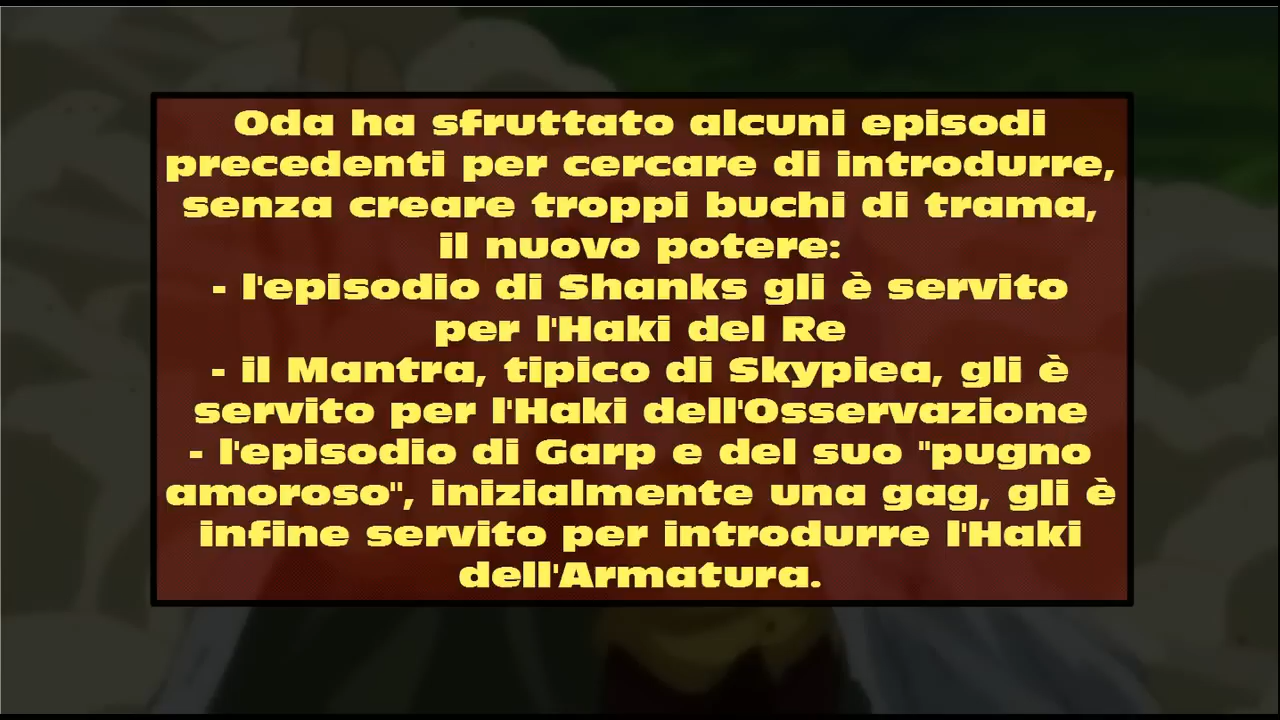 Oda ha sfruttato alcuni episodi
precedenti per cercare di introdurre,
senza creare troppi buchi di trama,
il nuovo potere:
- l'episodio di Shanks gli è servito
per l'Haki del Re
- il Mantra, tipico di Skypiea, gli è
servito per l'Haki dell'Osservazione
- l'episodio di Garp e del suo "pugno
amoroso", inizialmente una gag, gli è
infine servito per introdurre l'Haki
dell'Armatura.